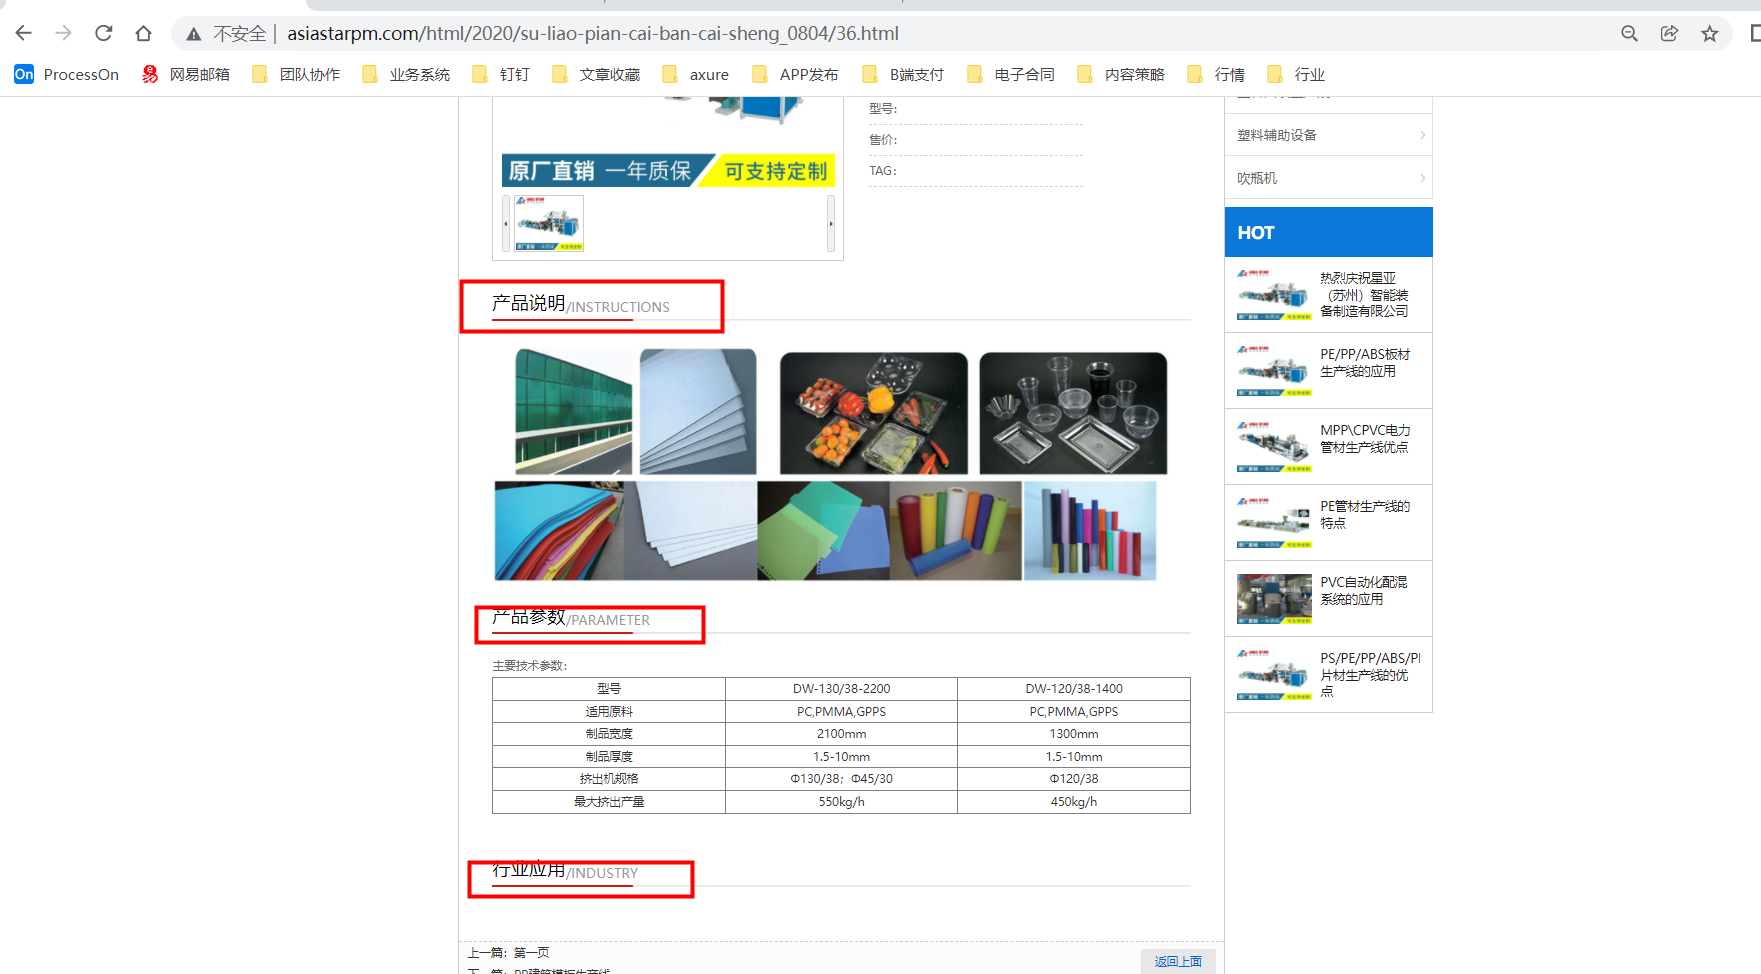 不安全 asiastarpm.com/html/2020/su-liao-pian-cai-ban-cai-sheng_0804/36.html
On ProcessOn 网易邮箱 团队协作 业务系统 钉钉 文章收藏 axure APP发布 B端支付 电子合同 内容策略 行情 行业
型号:
售价:
TAG:
原厂直销 一年质保 可支持定制
产品说明/INSTRUCTIONS
产品参数/PARAMETER
主要技术参数:
型号 DW-130/38-2200 DW-120/38-1400
适用原料 PC,PMMA,GPPS PC,PMMA,GPPS
制品宽度 2100mm 1300mm
制品厚度 1.5-10mm 1.5-10mm
挤出机规格 Φ130/38；Φ45/30 Φ120/38
最大挤出产量 550kg/h 450kg/h
行业应用/INDUSTRY
上一篇：第一页
返回上面
下一篇：PP建筑模板生产线
塑料辅助设备
吹瓶机
HOT
热烈庆祝星亚
（苏州）智能装
备制造有限公司
PE/PP/ABS板材
生产线的应用
MPP\CPVC电力
管材生产线优点
PE管材生产线的
特点
PVC自动化配混
系统的应用
PS/PE/PP/ABS/P
片材生产线的优
点